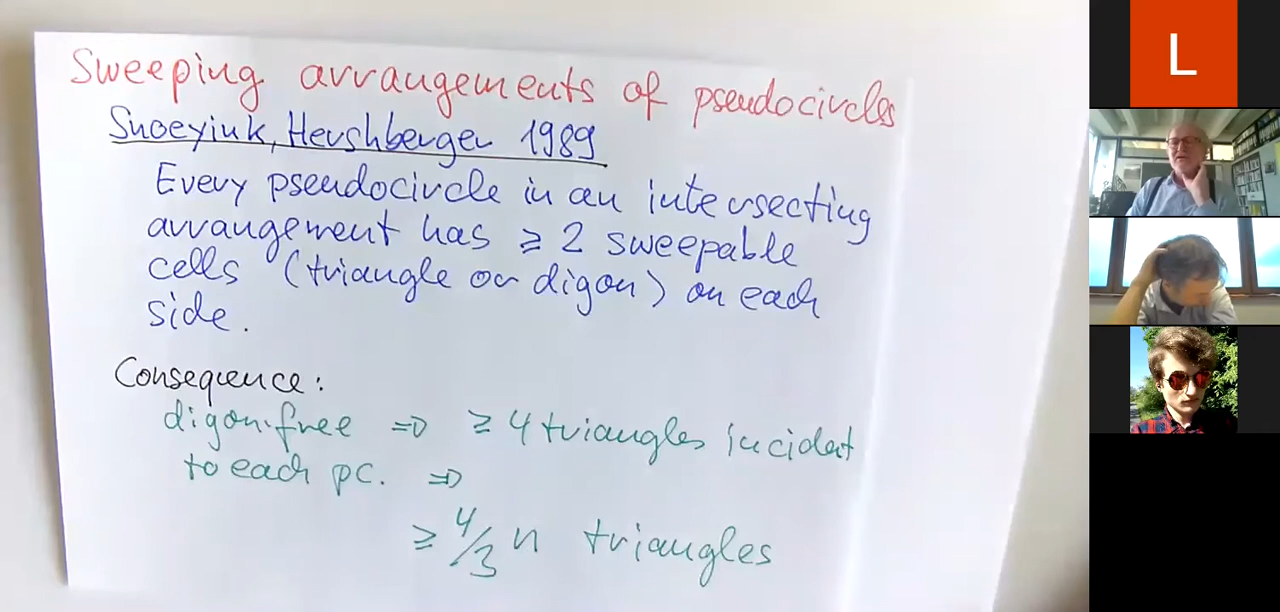 Sweeping arrangements of pseudocircles
Snoeyink, Hershberger 1989
Every pseudocircle in an intersecting
arrangement has ≥ 2 sweepable
cells (triangle or digon) on each
side.
Consequence:
digon-free ⇒ ≥ 4 triangles incident
to each pc. ⇒
≥ 4/3 n triangles
L